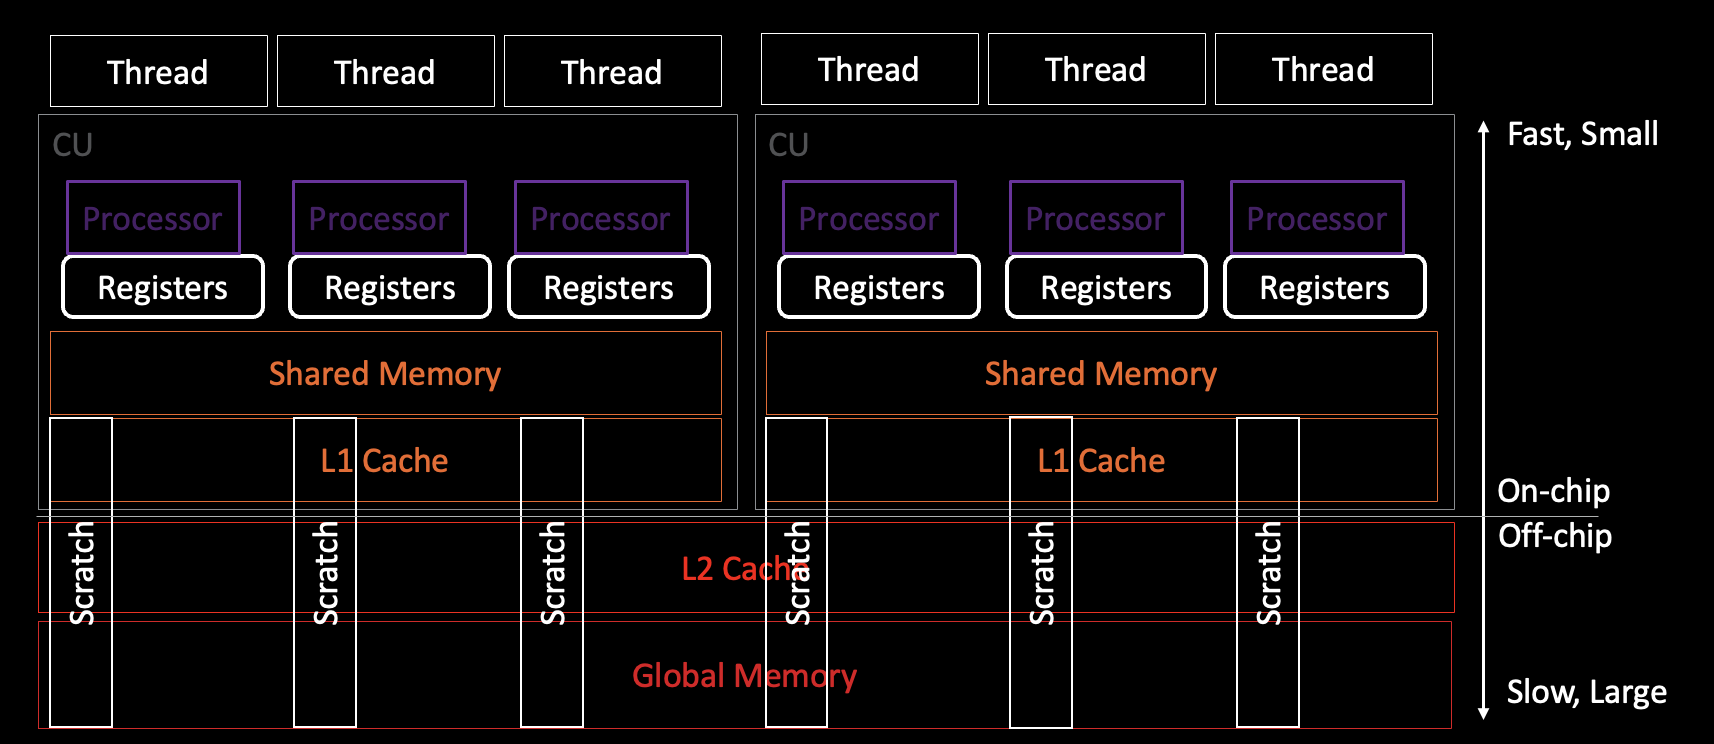 Thread
Thread
Thread
Thread
Thread
Thread
CU
CU
Fast, Small
Processor
Processor
Processor
Processor
Processor
Processor
Registers
Registers
Registers
Registers
Registers
Registers
Shared Memory
Shared Memory
L1 Cache
L1 Cache
On-chip
Off-chip
Scratch
Scratch
Scratch
L2 Cache
Scratch
Scratch
Scratch
Global Memory
Slow, Large